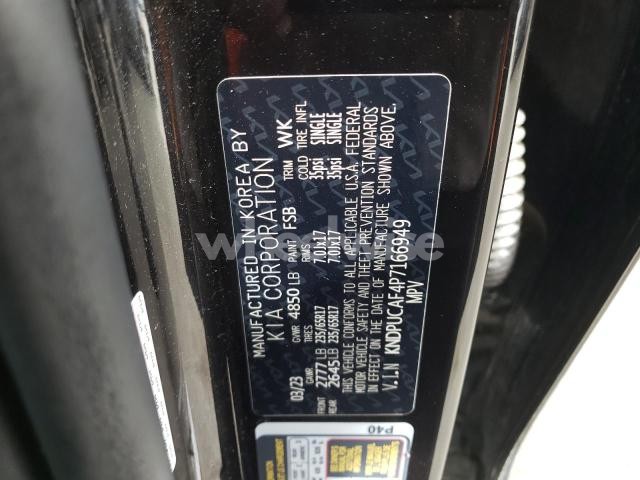 MANUFACTURED IN KOREA BY
KIA CORPORATION
03/23 GVWR 4850 LB PAINT FSB TRIM WK
GAWR TIRES RIMS COLD TIRE INFL
FRONT 2777 LB 235/65R17 7.0Jx17 35psi SINGLE
REAR 2645 LB 235/65R17 7.0Jx17 35psi SINGLE
THIS VEHICLE CONFORMS TO ALL APPLICABLE U.S.A. FEDERAL
MOTOR VEHICLE SAFETY AND THEFT PREVENTION STANDARDS
IN EFFECT ON THE DATE OF MANUFACTURE SHOWN ABOVE.
V.I.N KNDPUCAF4P7166949
MPV
P40